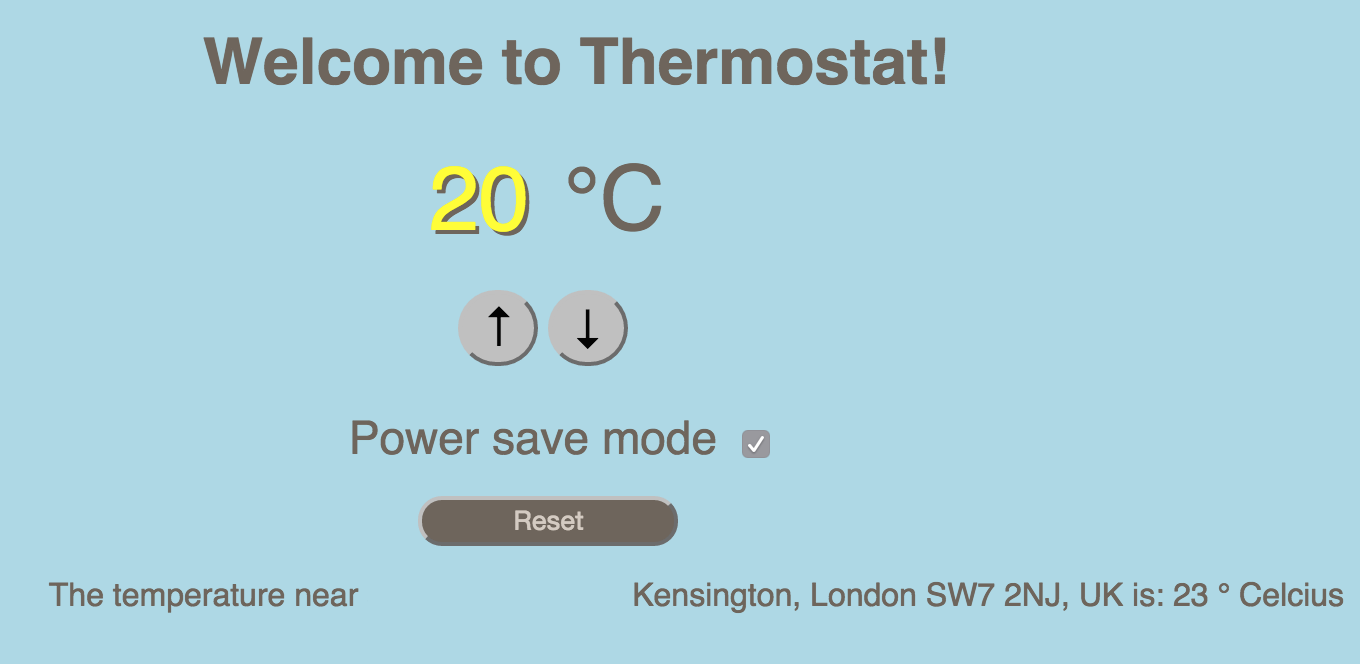 Welcome to Thermostat!
20 °C
↑ ↓
Power save mode
Reset
The temperature near Kensington, London SW7 2NJ, UK is: 23 ° Celcius